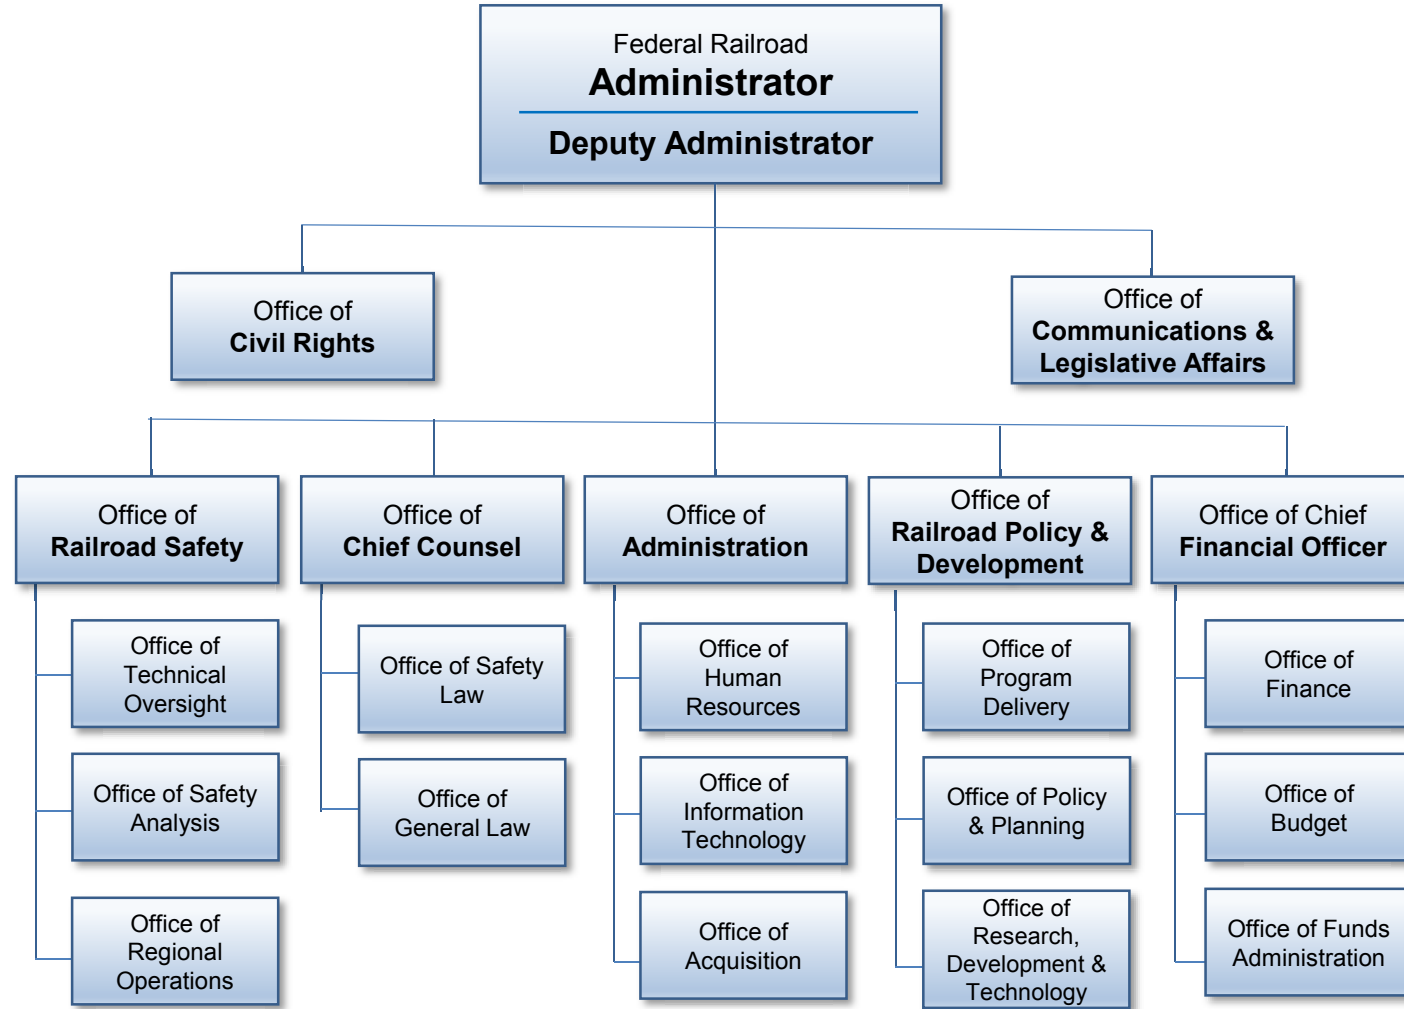 Federal Railroad
Administrator
Deputy Administrator
Office of
Civil Rights
Office of
Communications &
Legislative Affairs
Office of
Railroad Safety
Office of
Chief Counsel
Office of
Administration
Office of
Railroad Policy &
Development
Office of Chief
Financial Officer
Office of
Technical
Oversight
Office of Safety
Analysis
Office of
Regional
Operations
Office of Safety
Law
Office of
General Law
Office of
Human
Resources
Office of
Information
Technology
Office of
Acquisition
Office of
Program
Delivery
Office of Policy
& Planning
Office of
Research,
Development &
Technology
Office of
Finance
Office of
Budget
Office of Funds
Administration